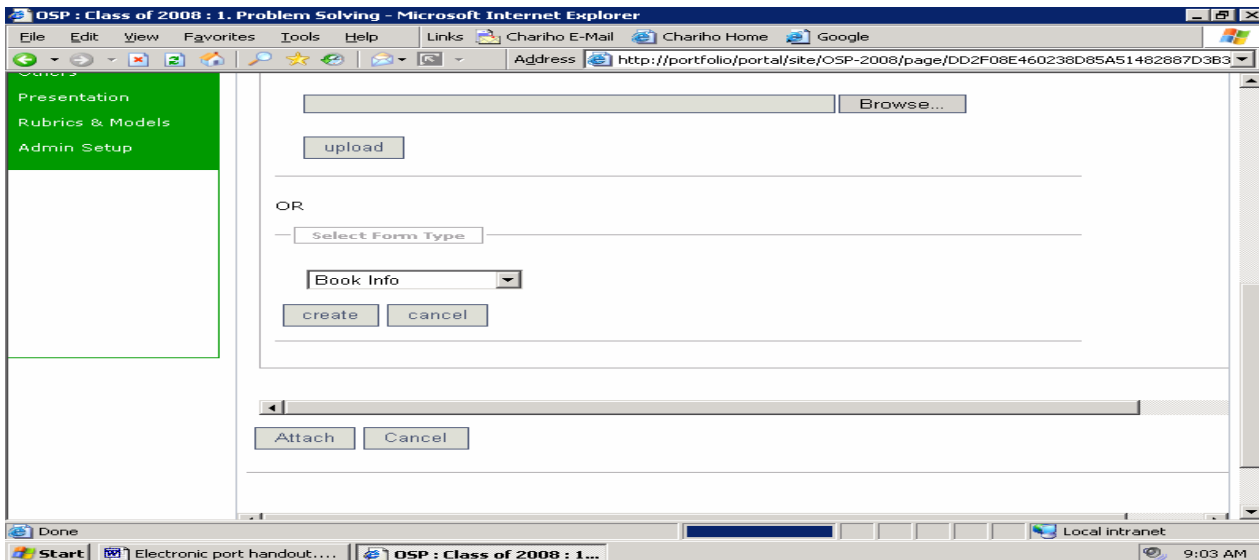 OSP : Class of 2008 : 1. Problem Solving - Microsoft Internet Explorer
File Edit View Favorites Tools Help Links Chariho E-Mail Chariho Home Google
Address http://portfolio/portal/site/OSP-2008/page/DD2F08E460238D85A51482887D3B3
Others
Presentation
Rubrics & Models
Admin Setup
Browse...
upload
OR
Select Form Type
Book Info
create cancel
Attach Cancel
Done Local intranet
Start Electronic port handout.... OSP : Class of 2008 : 1... 9:03 AM